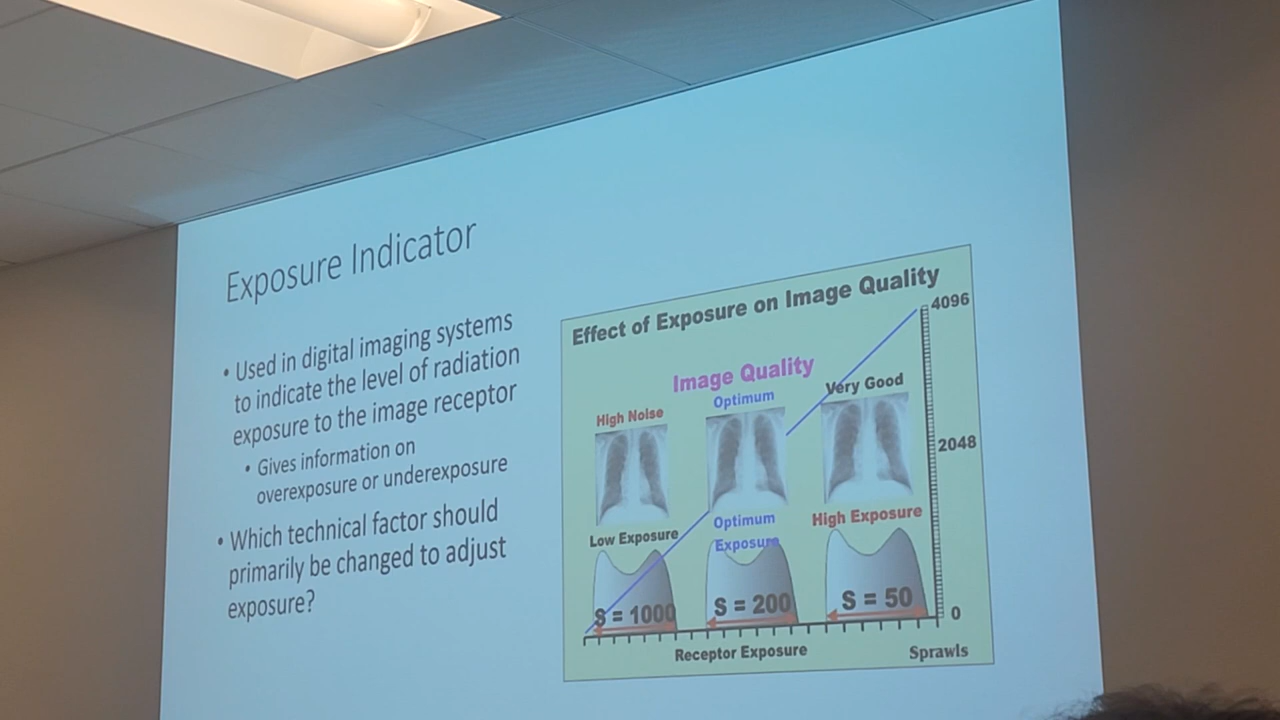 Exposure Indicator
• Used in digital imaging systems
to indicate the level of radiation
exposure to the image receptor
• Gives information on
overexposure or underexposure
• Which technical factor should
primarily be changed to adjust
exposure?
Effect of Exposure on Image Quality
4096
Image Quality
High Noise
Optimum
Very Good
2048
Low Exposure
Optimum
Exposure
High Exposure
S = 1000
S = 200
S = 50
0
Receptor Exposure
Sprawls